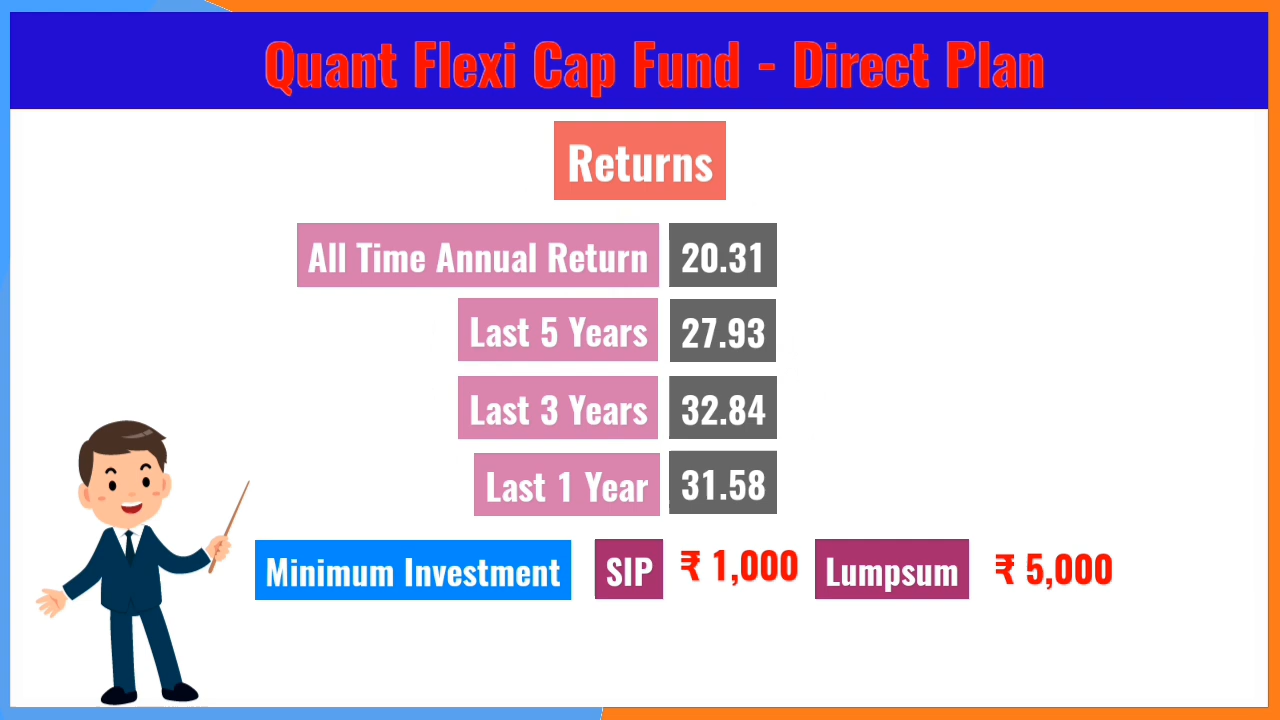 Quant Flexi Cap Fund - Direct Plan
Returns
All Time Annual Return 20.31
Last 5 Years 27.93
Last 3 Years 32.84
Last 1 Year 31.58
Minimum Investment SIP ₹ 1,000 Lumpsum ₹ 5,000